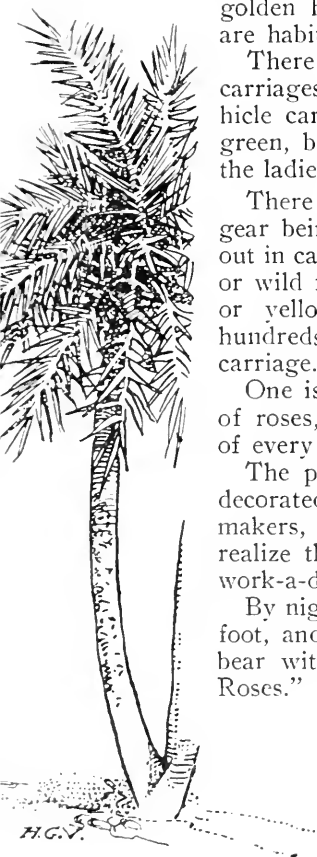 golden
are habi
There
carriages
hicle car
green, b
the ladie
There
gear bein
out in ca
or wild
or yello
hundreds
carriage.
One is
of roses,
of every
The p
decorated
makers,
realize th
work-a-d
By nig
foot, and
bear wit
Roses."
H.G.V.